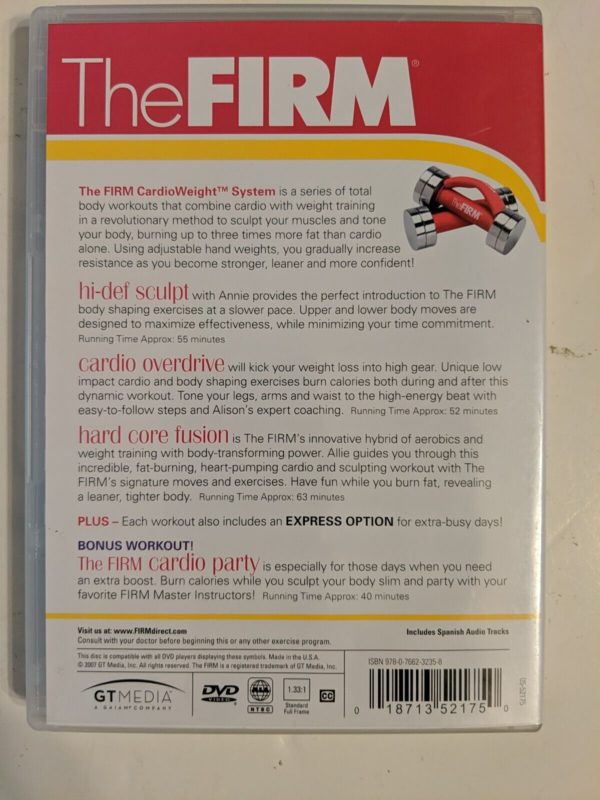 The FIRM®
The FIRM CardioWeight™ System is a series of total
body workouts that combine cardio with weight training
in a revolutionary method to sculpt your muscles and tone
your body, burning up to three times more fat than cardio
alone. Using adjustable hand weights, you gradually increase
resistance as you become stronger, leaner and more confident!
The FIRM
hi-def sculpt with Annie provides the perfect introduction to The FIRM
body shaping exercises at a slower pace. Upper and lower body moves are
designed to maximize effectiveness, while minimizing your time commitment.
Running Time Approx: 55 minutes
cardio overdrive will kick your weight loss into high gear. Unique low
impact cardio and body shaping exercises burn calories both during and after this
dynamic workout. Tone your legs, arms and waist to the high-energy beat with
easy-to-follow steps and Alison's expert coaching. Running Time Approx: 52 minutes
hard core fusion is The FIRM's innovative hybrid of aerobics and
weight training with body-transforming power. Allie guides you through this
incredible, fat-burning, heart-pumping cardio and sculpting workout with The
FIRM's signature moves and exercises. Have fun while you burn fat, revealing
a leaner, tighter body. Running Time Approx: 63 minutes
PLUS – Each workout also includes an EXPRESS OPTION for extra-busy days!
BONUS WORKOUT!
The FIRM cardio party is especially for those days when you need
an extra boost. Burn calories while you sculpt your body slim and party with your
favorite FIRM Master Instructors! Running Time Approx: 40 minutes
Visit us at: www.FIRMdirect.com
Includes Spanish Audio Tracks
Consult with your doctor before beginning this or any other exercise program.
This disc is compatible with all DVD players displaying these symbols. Made in the U.S.A.
© 2007 GT Media, Inc. All rights reserved. The FIRM is a registered trademark of GT Media, Inc.
GTMEDIA™
A GAIAM® COMPANY
DVD
VIDEO
NTSC
1.33:1
Standard
Full Frame
CC
ISBN 978-0-7662-3235-8
0 18713 52175 0
05-52175